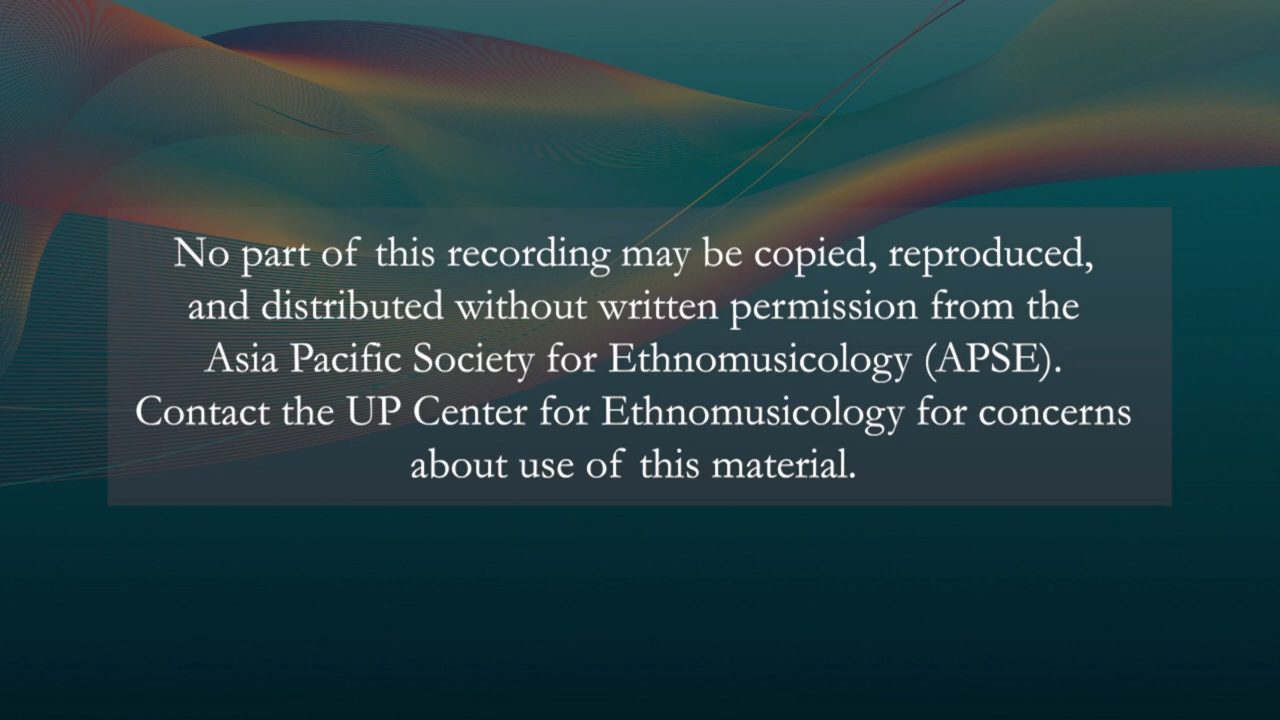 No part of this recording may be copied, reproduced,
and distributed without written permission from the
Asia Pacific Society for Ethnomusicology (APSE).
Contact the UP Center for Ethnomusicology for concerns
about use of this material.